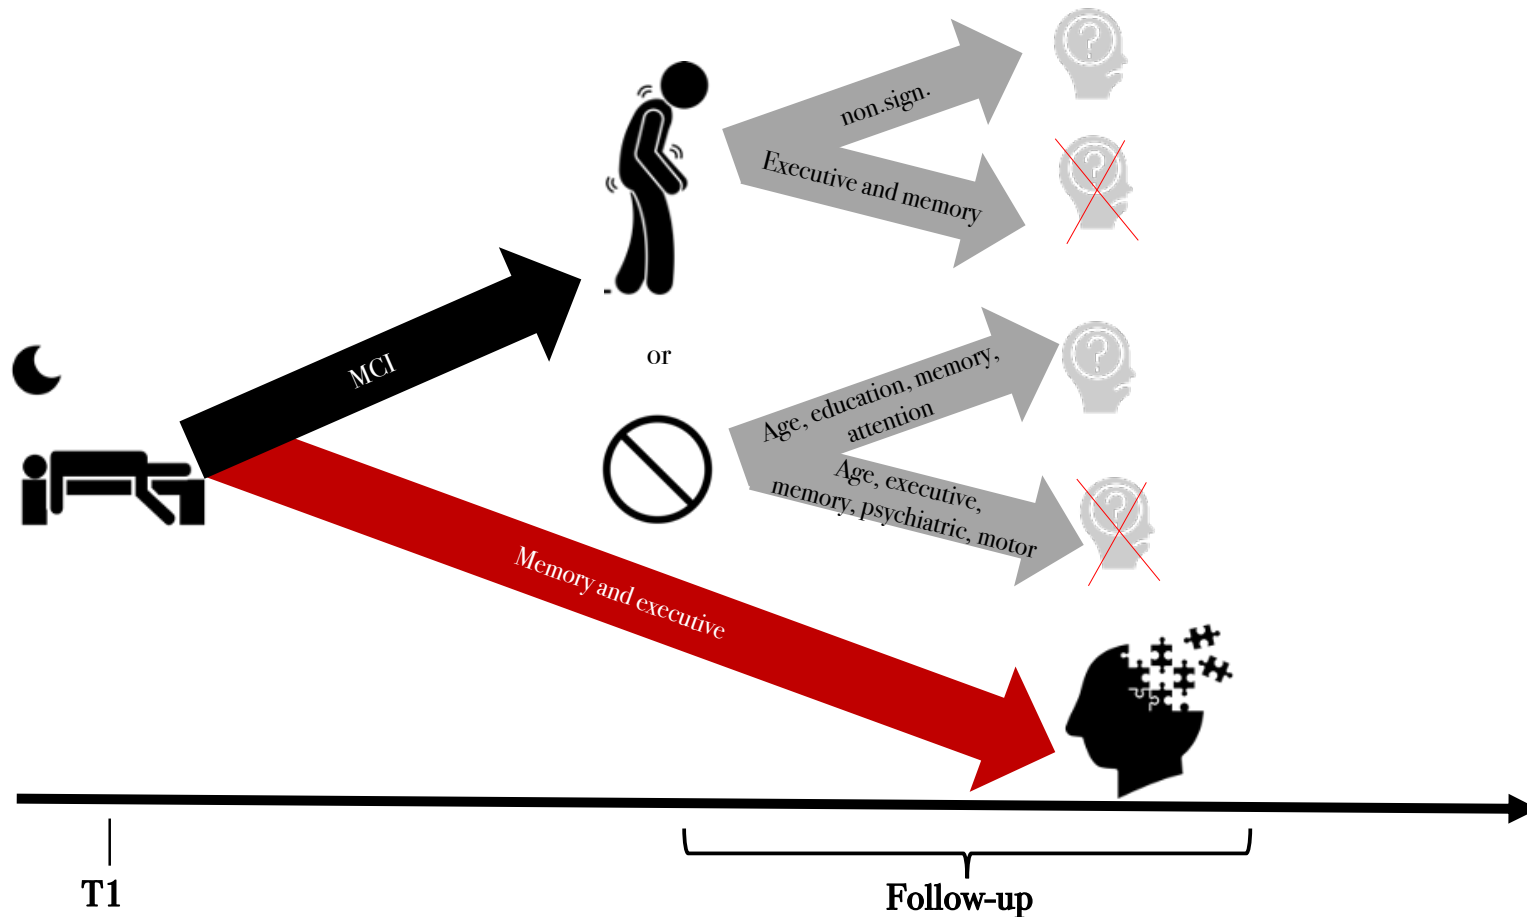 non.sign.
Executive and memory
MCI
or
Age, education, memory,
attention
Age, executive,
memory, psychiatric, motor
Memory and executive
T1
Follow-up